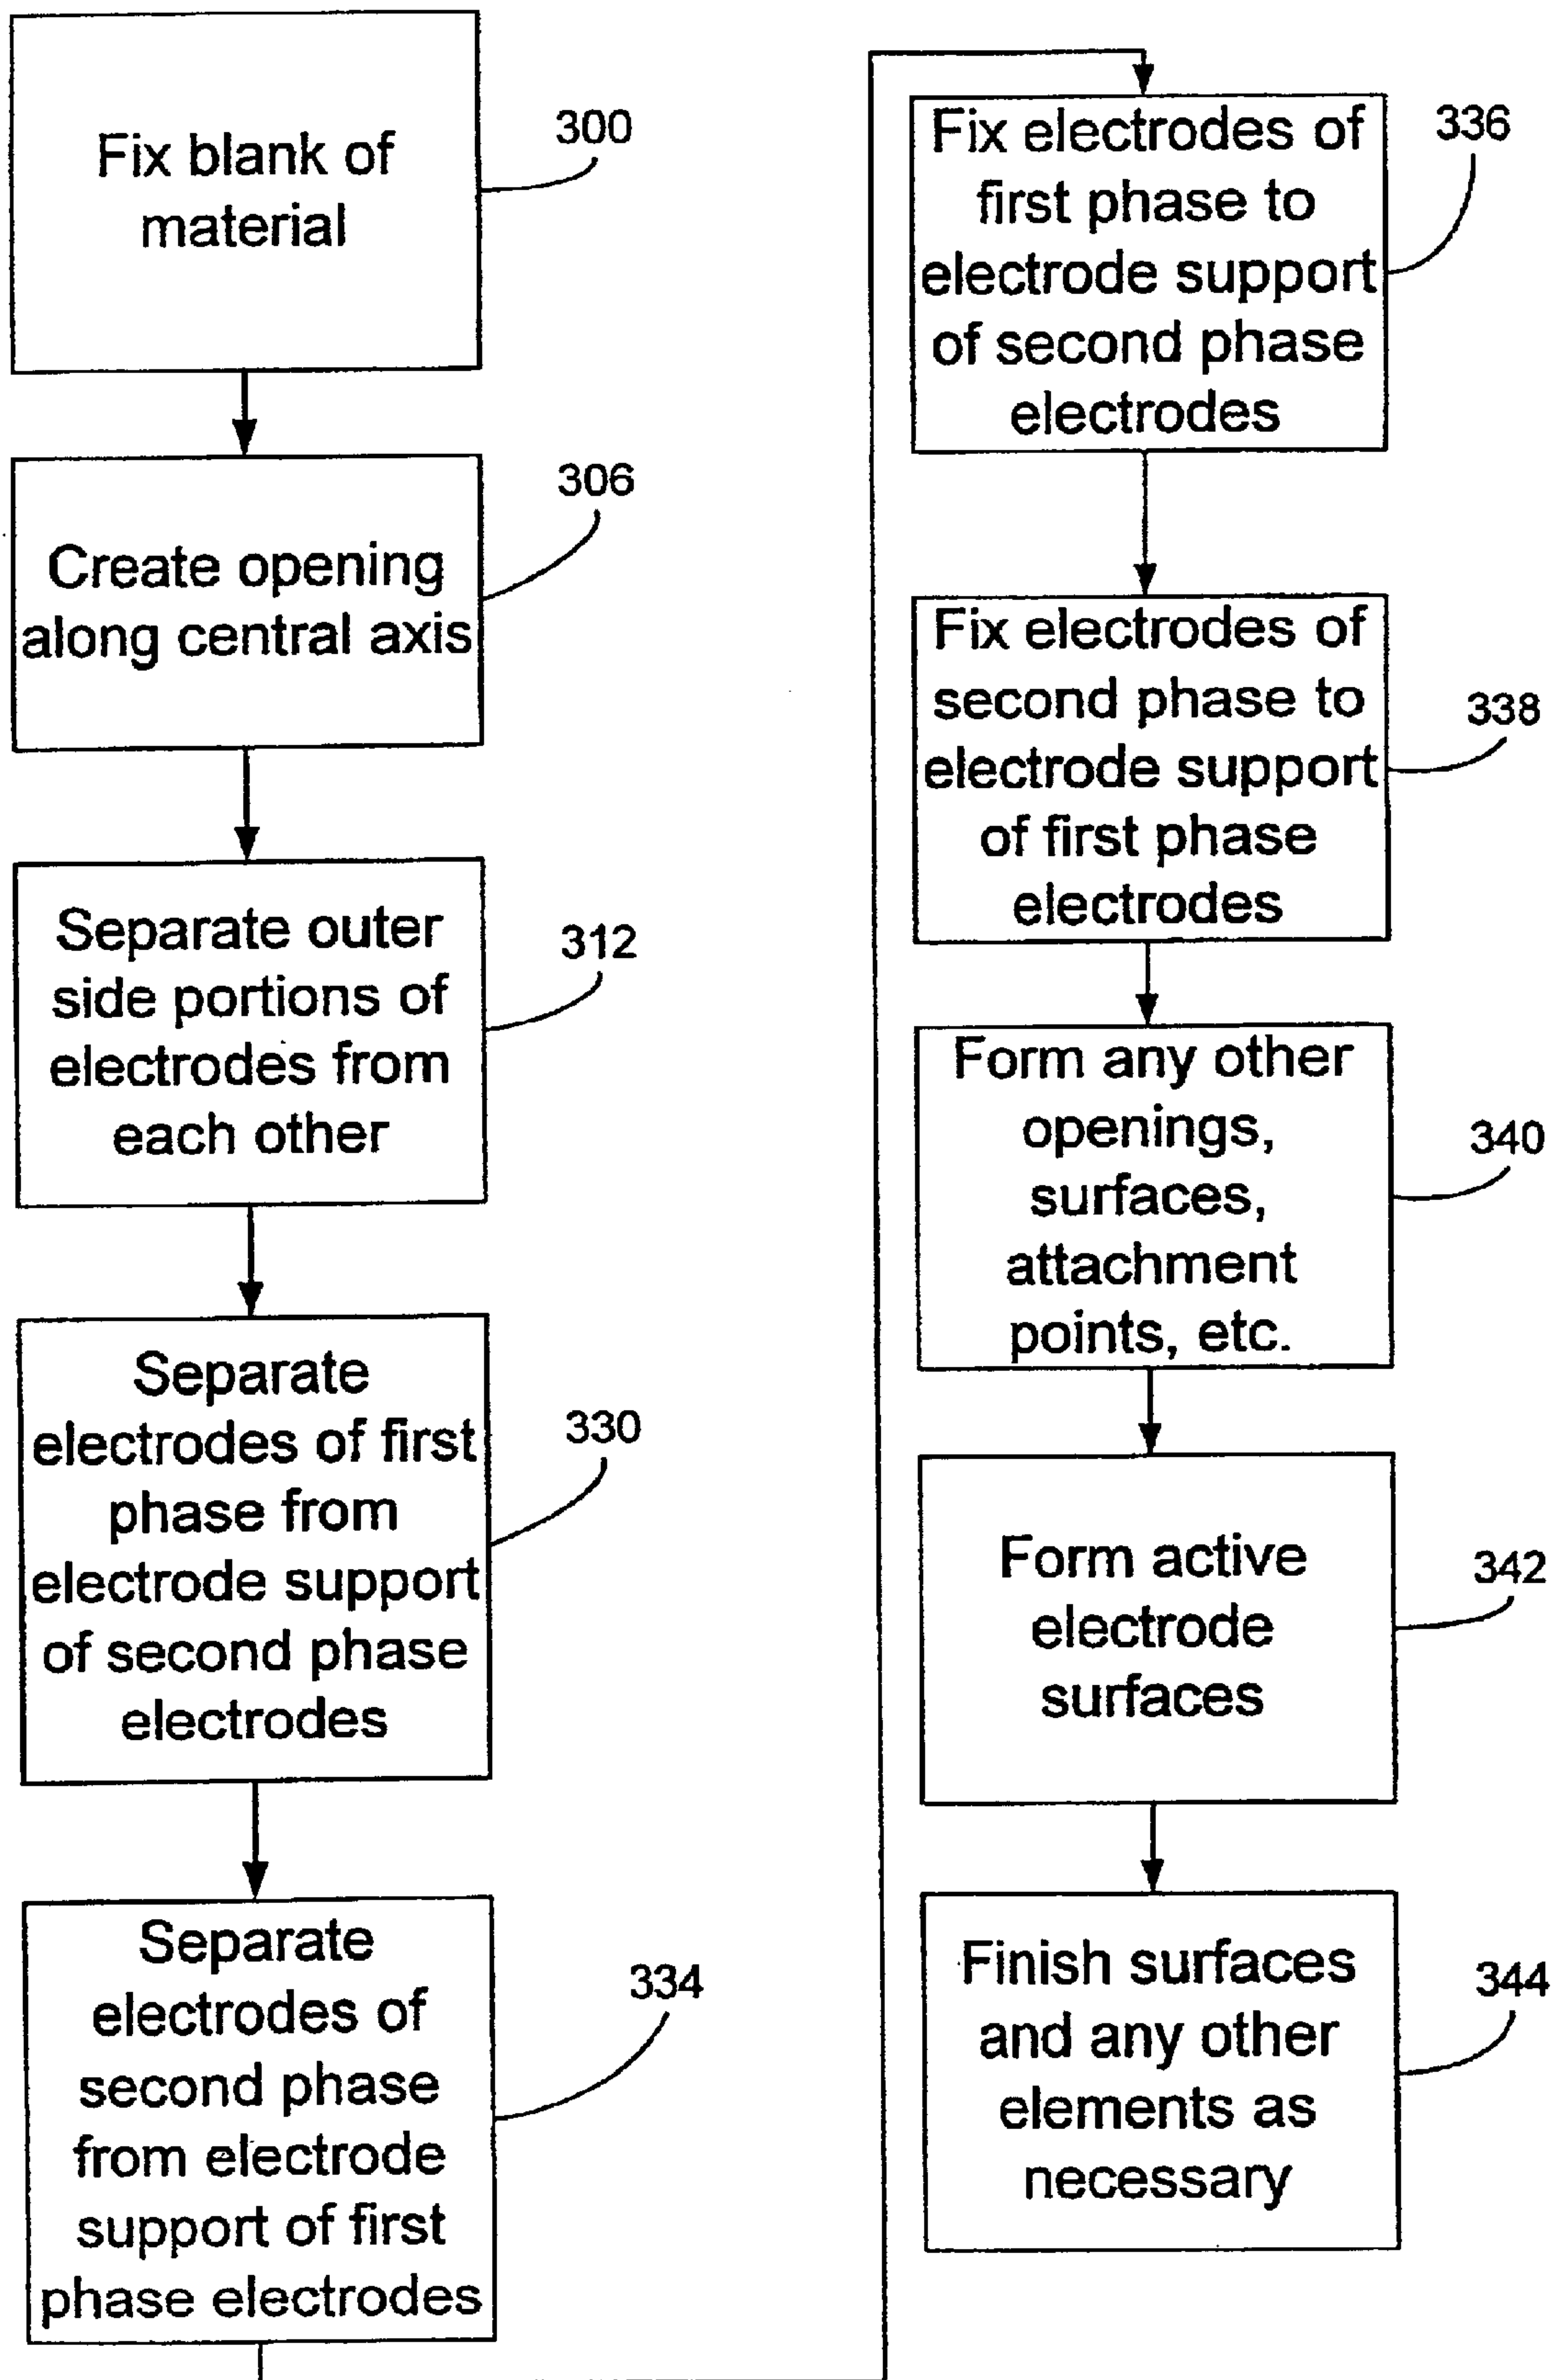 Fix blank of
material
300
Create opening
along central axis
306
Separate outer
side portions of
electrodes from
each other
312
Separate
electrodes of first
phase from
electrode support
of second phase
electrodes
330
Separate
electrodes of
second phase
from electrode
support of first
phase electrodes
334
Fix electrodes of
first phase to
electrode support
of second phase
electrodes
336
Fix electrodes of
second phase to
electrode support
of first phase
electrodes
338
Form any other
openings,
surfaces,
attachment
points, etc.
340
Form active
electrode
surfaces
342
Finish surfaces
and any other
elements as
necessary
344